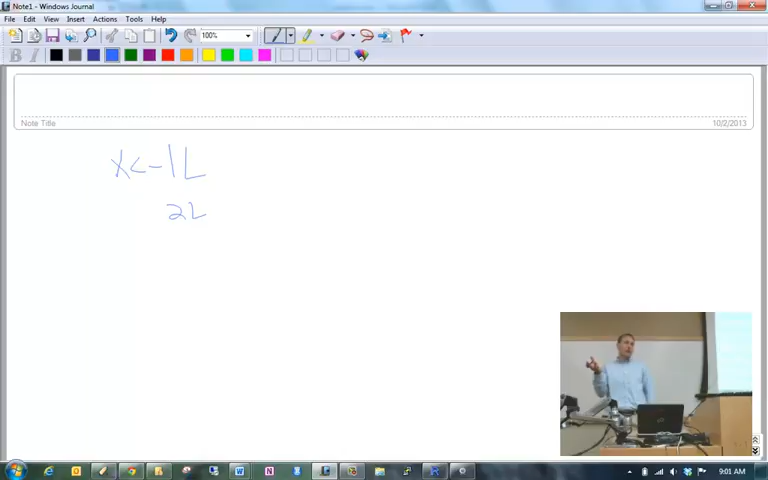 Note1 - Windows Journal
File Edit View Insert Actions Tools Help
100%
B I
Note Title
10/2/2013
x<-1L
2L
9:01 AM